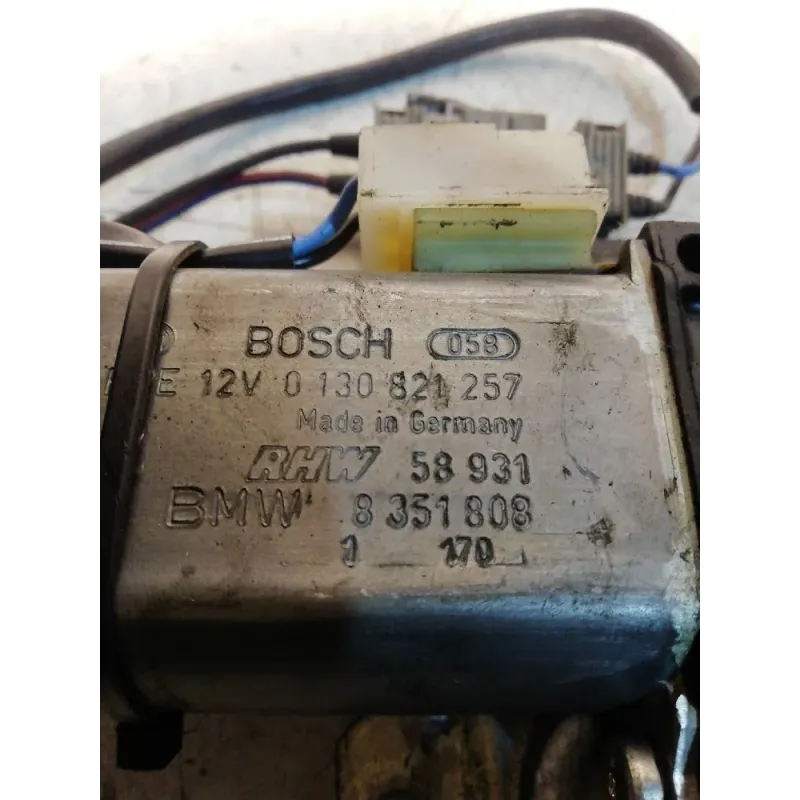 BOSCH 058
E 12V 0 130 821 257
Made in Germany
RHW 58 931
BMW 8 351 808
1 170